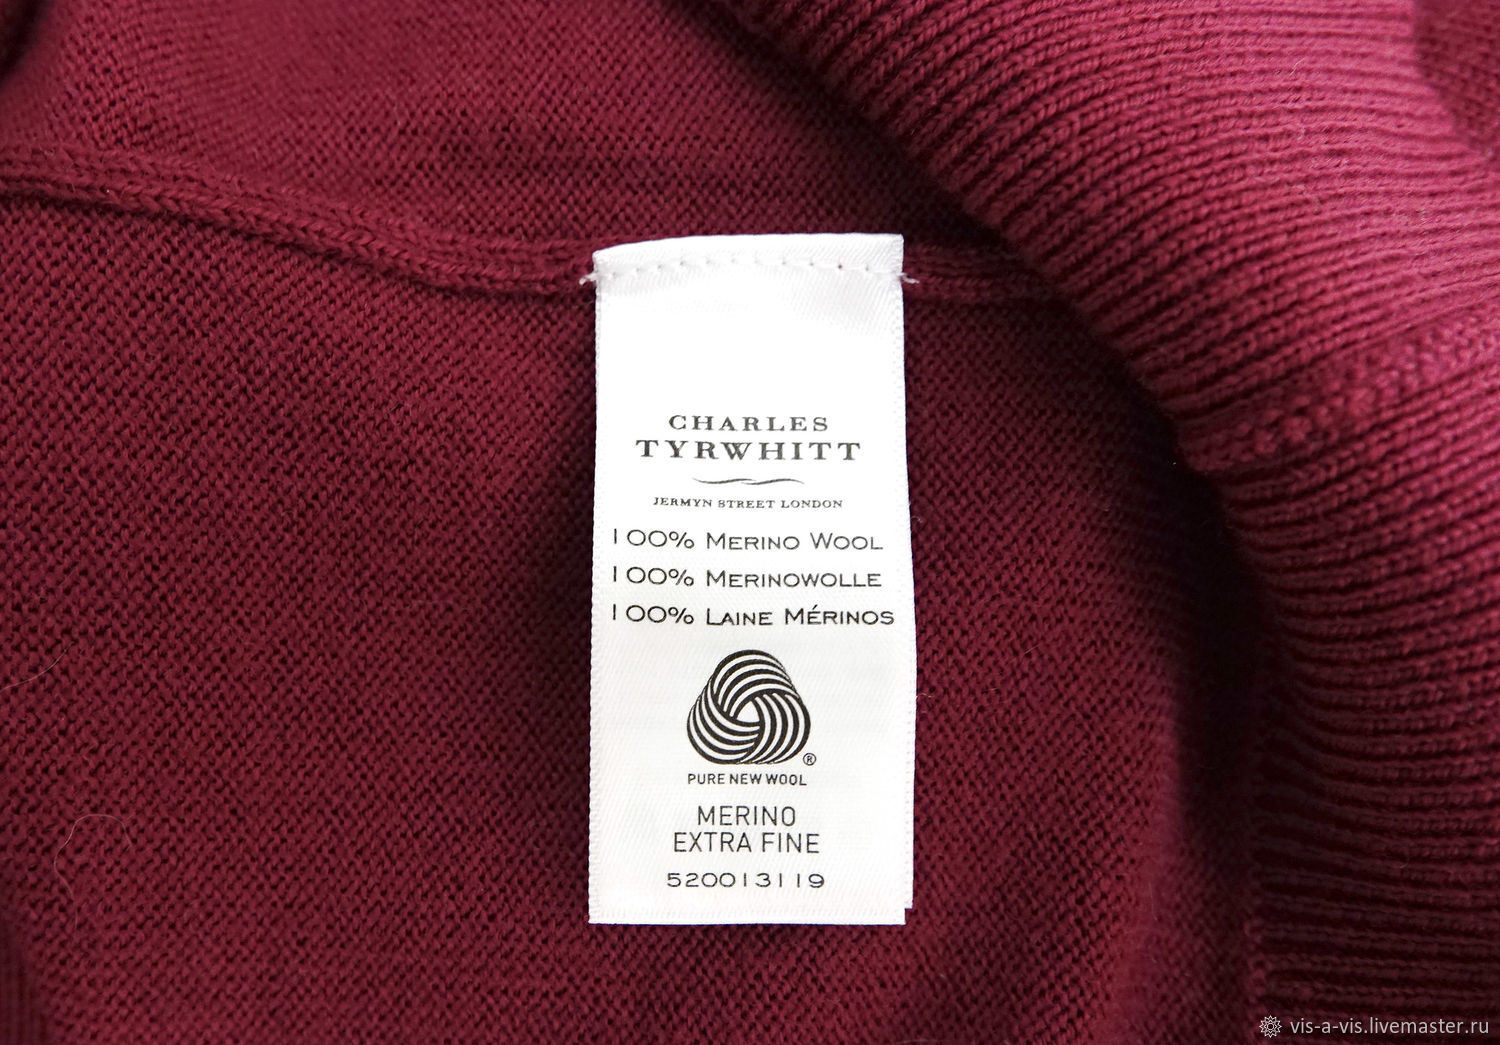 CHARLES
TYRWHITT
JERMYN STREET LONDON
100% MERINO WOOL
100% MERINOWOLLE
100% LAINE MÉRINOS
®
PURE NEW WOOL
MERINO
EXTRA FINE
520013119
vis-a-vis.livemaster.ru